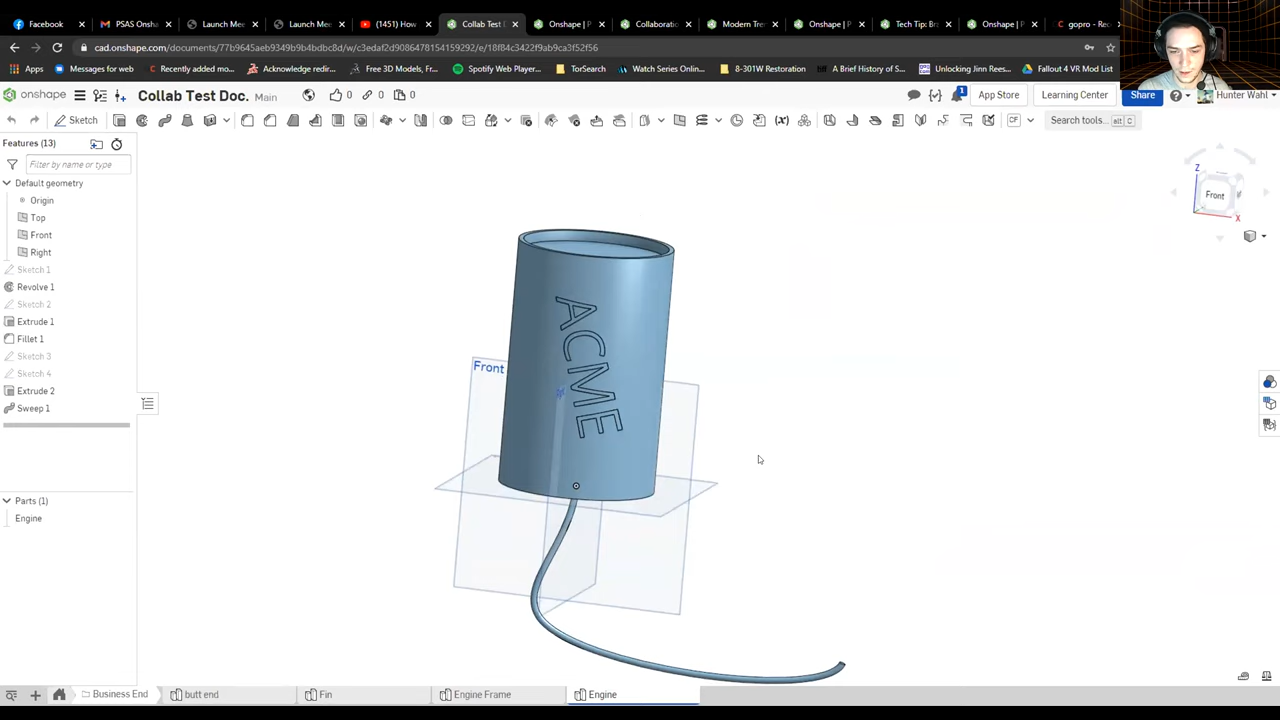 Facebook
PSAS Onsha
Launch Mee
Launch Mee
(1451) How
Collab Test
Onshape | P
Collaboratio
Modern Tre
Onshape | p
Tech Tip: Br
Onshape | P
gopro - Re
cad.onshape.com/documents/77b9645aeb9349b9b4bdbc8d/w/c3edaf2d9086478154159292/e/18f84c3422f9ab9ca3f52f56
Apps
Messages for web
Recently added mo...
Acknowledge redir...
Free 3D Models, Fr...
Spotify Web Player...
TorSearch
Watch Series Onlin...
8-301W Restoration
A Brief History of S...
Unlocking Jinn Rees...
Fallout 4 VR Mod List
onshape
Collab Test Doc.
Main
0
0
0
1
App Store
Learning Center
Share
Hunter Wahl
Sketch
Search tools...
alt
C
Features (13)
Filter by name or type
Default geometry
Origin
Top
Front
Right
Sketch 1
Revolve 1
Sketch 2
Extrude 1
Fillet 1
Sketch 3
Sketch 4
Extrude 2
Sweep 1
Parts (1)
Engine
ACME
Front
Z
Front
X
Business End
butt end
Fin
Engine Frame
Engine